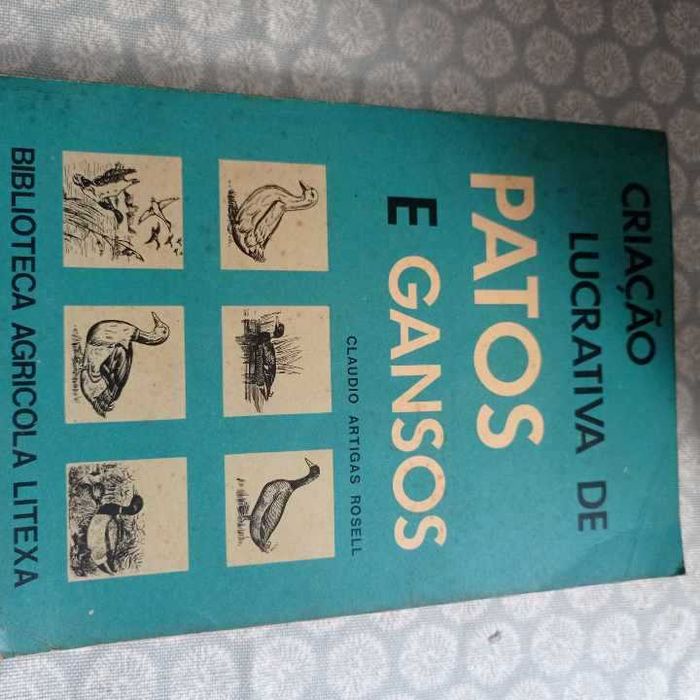 CRIAÇÃO
LUCRATIVA DE
PATOS
E GANSOS
CLAUDIO ARTIGAS ROSELL
BIBLIOTECA AGRICOLA LITEXA